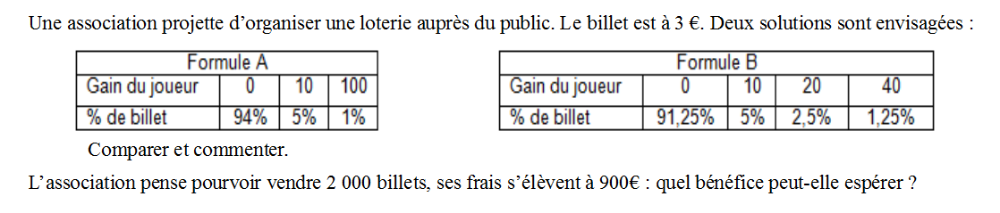 Une association projette d’organiser une loterie auprès du public. Le billet est à 3 €. Deux solutions sont envisagées :
Formule A
Gain du joueur 0 10 100
% de billet 94% 5% 1%
Formule B
Gain du joueur 0 10 20 40
% de billet 91,25% 5% 2,5% 1,25%
Comparer et commenter.
L’association pense pourvoir vendre 2 000 billets, ses frais s’élèvent à 900€ : quel bénéfice peut-elle espérer ?